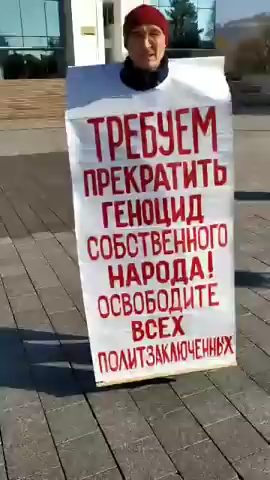 ТРЕБУЕМ
ПРЕКРАТИТЬ
ГЕНОЦИД
СОБСТВЕННОГО
НАРОДА!
ОСВОБОДИТЕ
ВСЕХ
ПОЛИТЗАКЛЮЧЕННЫХ